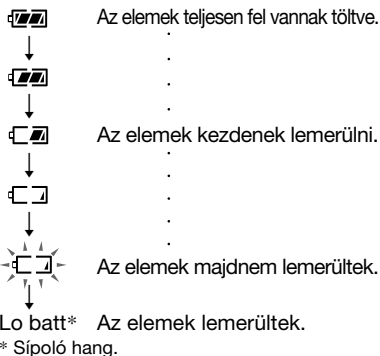 Az elemek teljesen fel vannak töltve.
Az elemek kezdenek lemerülni.
Az elemek majdnem lemerültek.
Lo batt* Az elemek lemerültek.
* Sípoló hang.